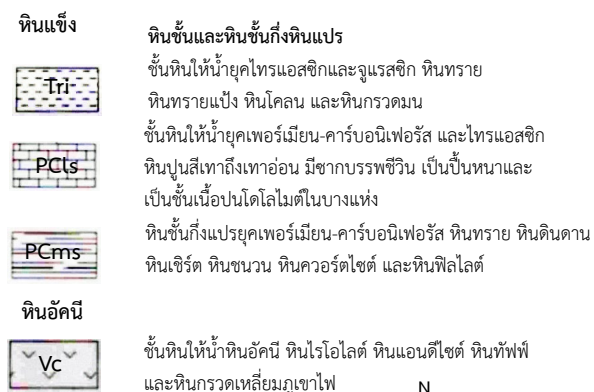 หินแข็ง
หินชั้นและหินชั้นกึ่งหินแปร
Tri
ชั้นหินให้น้ำยุคไทรแอสซิกและจูแรสซิก หินทราย
หินทรายแป้ง หินโคลน และหินกรวดมน
PCls
ชั้นหินให้น้ำยุคเพอร์เมียน-คาร์บอนิเฟอรัส และไทรแอสซิก
หินปูนสีเทาถึงเทาอ่อน มีซากบรรพชีวิน เป็นปื้นหนาและ
เป็นชั้นเนื้อปนโดโลไมต์ในบางแห่ง
PCms
หินชั้นกึ่งแปรยุคเพอร์เมียน-คาร์บอนิเฟอรัส หินทราย หินดินดาน
หินเชิร์ต หินชนวน หินควอร์ตไซต์ และหินฟิลไลต์
หินอัคนี
Vc
ชั้นหินให้น้ำหินอัคนี หินไรโอไลต์ หินแอนดีไซต์ หินทัฟฟ์
และหินกรวดเหลี่ยมภูเขาไฟ
N